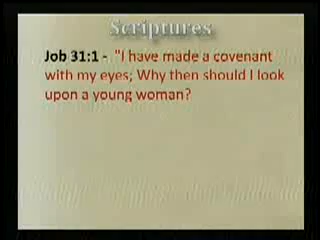 Scriptures
Job 31:1 - "I have made a covenant
with my eyes; Why then should I look
upon a young woman?